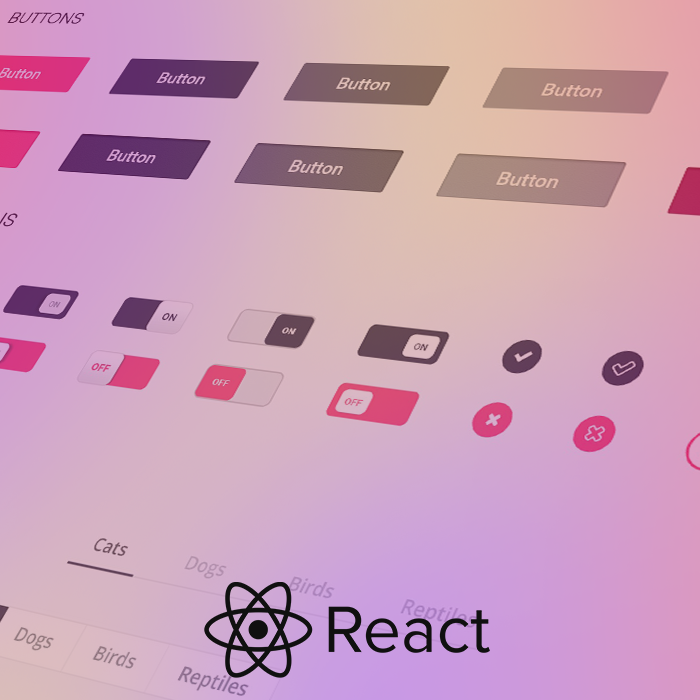 BUTTONS
Button Button Button Button
Button Button Button
NS
ON ON ON ON
OFF OFF OFF
Cats Dogs Birds Reptiles
Dogs Birds Reptiles
React